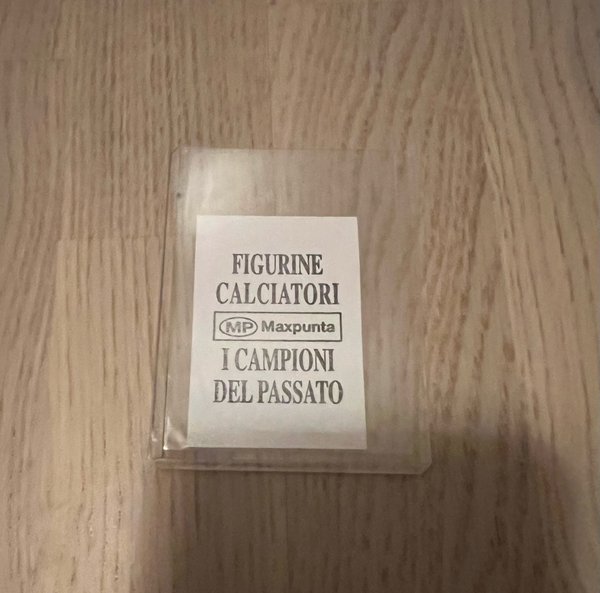 FIGURINE
CALCIATORI
MP Maxpunta
I CAMPIONI
DEL PASSATO